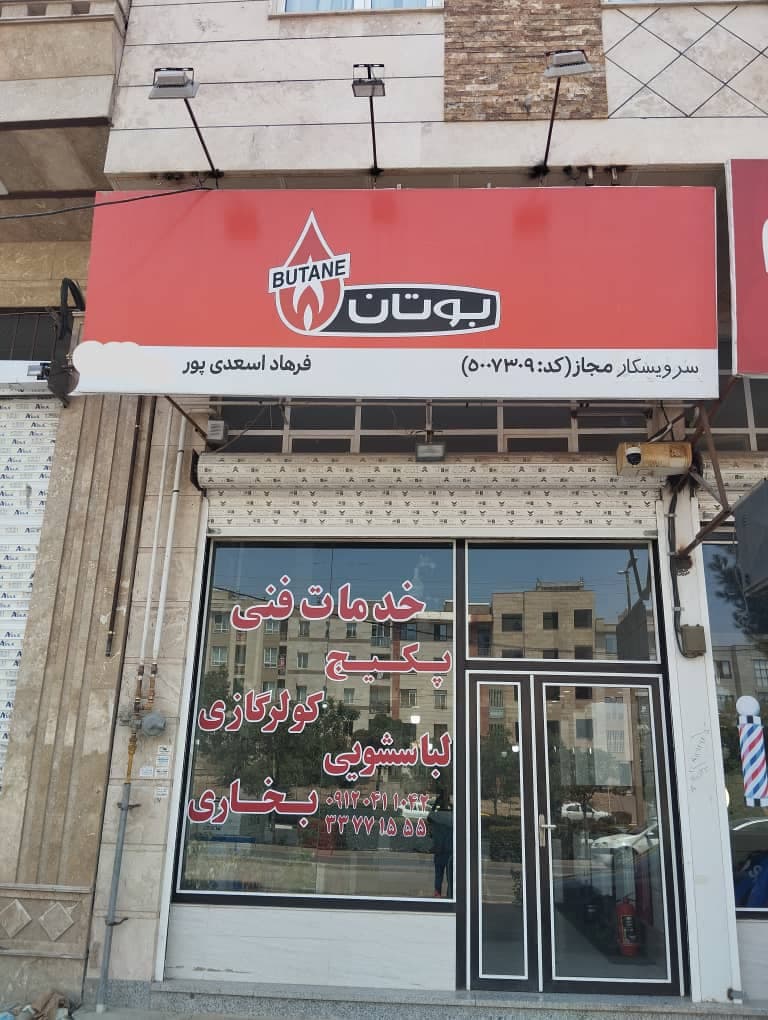 BUTANE
بوتان
سرویسکار مجاز (کد: ۵۰۰۷۳۰۹)
فرهاد اسعدی پور
خدمات فنی
پکیج
کولرگازی
لباسشویی
بخاری
۰۹۱۲۰۴۱۱۰۴۲
۳۳۷۷۱۵۵۵